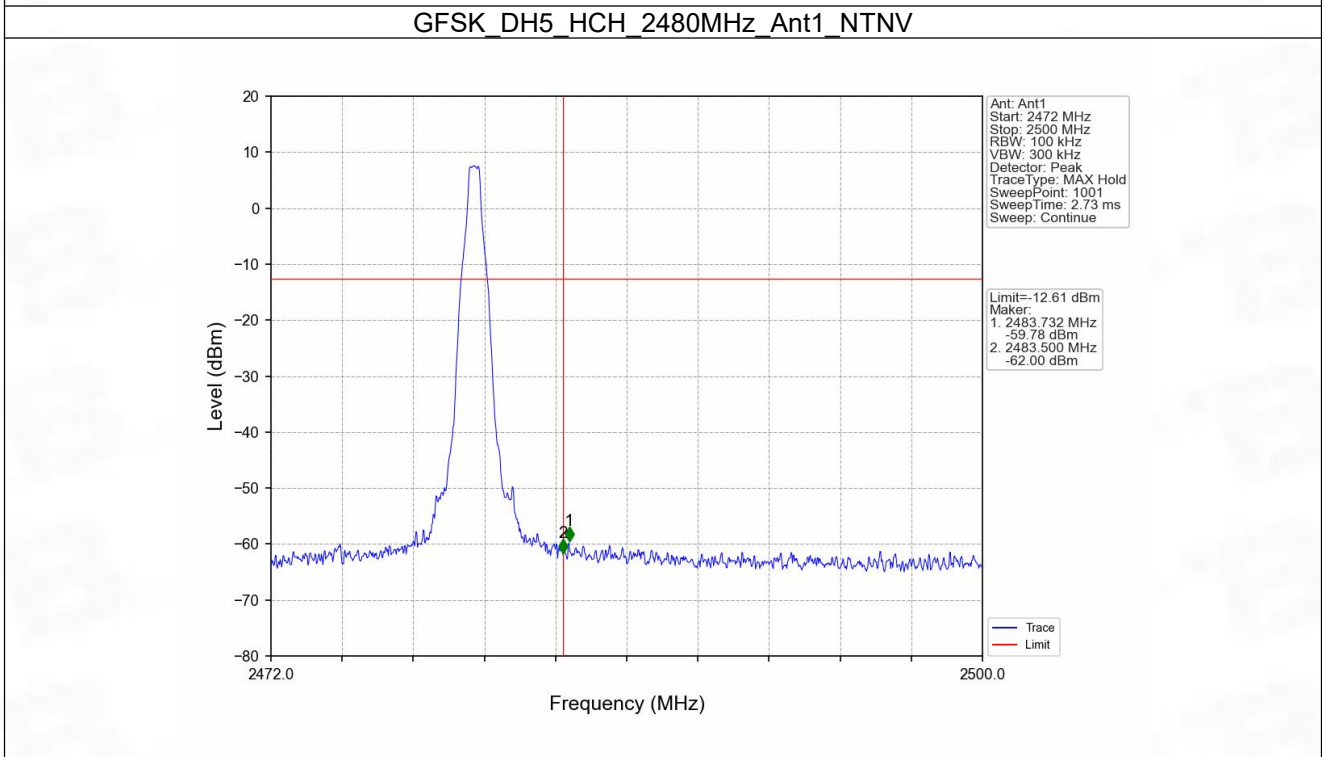 GFSK_DH5_HCH_2480MHz_Ant1_NTNV
20
10
0
−10
−20
−30
−40
−50
−60
−70
−80
Level (dBm)
2472.0
2500.0
Frequency (MHz)
1
2
Ant: Ant1
Start: 2472 MHz
Stop: 2500 MHz
RBW: 100 kHz
VBW: 300 kHz
Detector: Peak
TraceType: MAX Hold
SweepPoint: 1001
SweepTime: 2.73 ms
Sweep: Continue
Limit=-12.61 dBm
Maker:
1. 2483.732 MHz
-59.78 dBm
2. 2483.500 MHz
-62.00 dBm
Trace
Limit